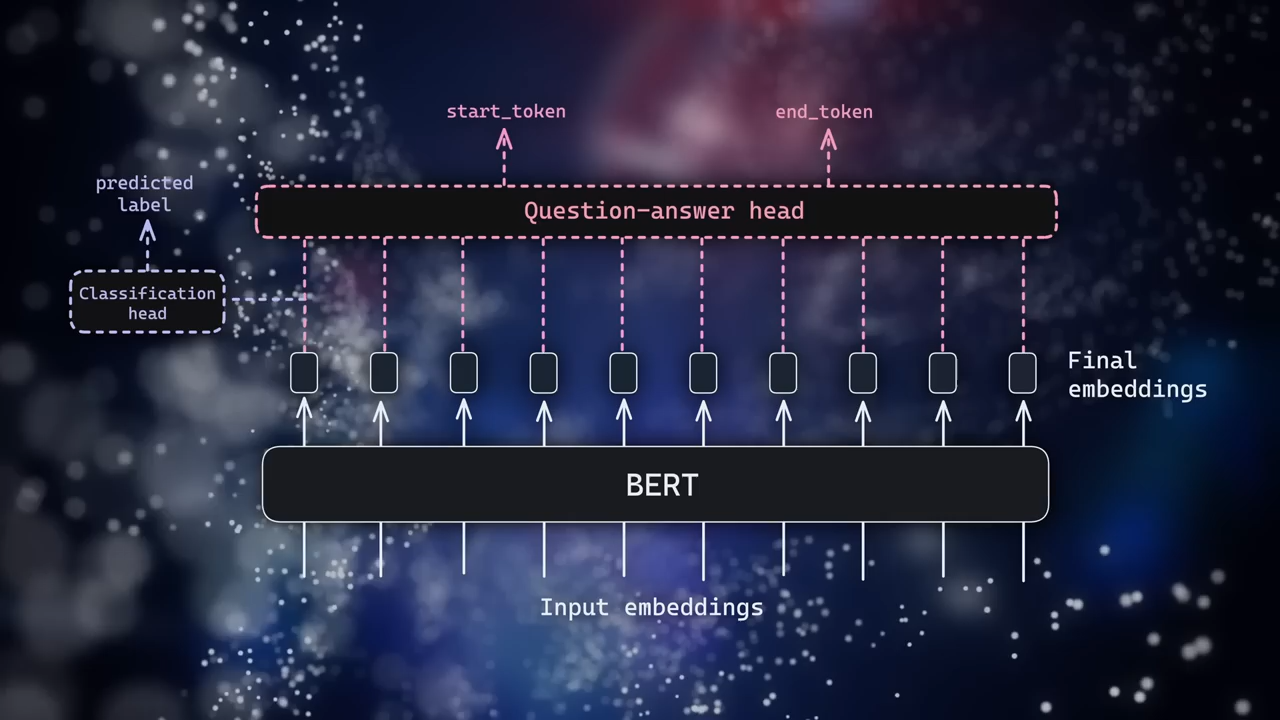 start_token
end_token
predicted
label
Question-answer head
Classification
head
Final
embeddings
BERT
Input embeddings